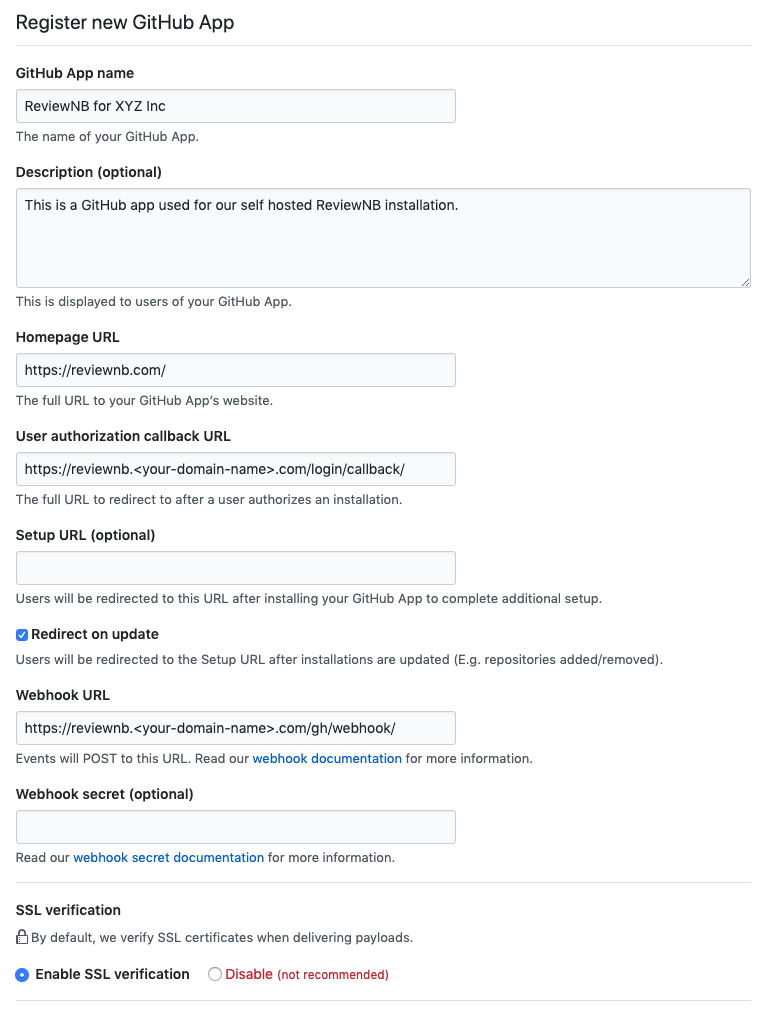 Register new GitHub App
GitHub App name
ReviewNB for XYZ Inc
The name of your GitHub App.
Description (optional)
This is a GitHub app used for our self hosted ReviewNB installation.
This is displayed to users of your GitHub App.
Homepage URL
https://reviewnb.com/
The full URL to your GitHub App's website.
User authorization callback URL
https://reviewnb.<your-domain-name>.com/login/callback/
The full URL to redirect to after a user authorizes an installation.
Setup URL (optional)
Users will be redirected to this URL after installing your GitHub App to complete additional setup.
Redirect on update
Users will be redirected to the Setup URL after installations are updated (E.g. repositories added/removed).
Webhook URL
https://reviewnb.<your-domain-name>.com/gh/webhook/
Events will POST to this URL. Read our webhook documentation for more information.
Webhook secret (optional)
Read our webhook secret documentation for more information.
SSL verification
By default, we verify SSL certificates when delivering payloads.
Enable SSL verification Disable (not recommended)